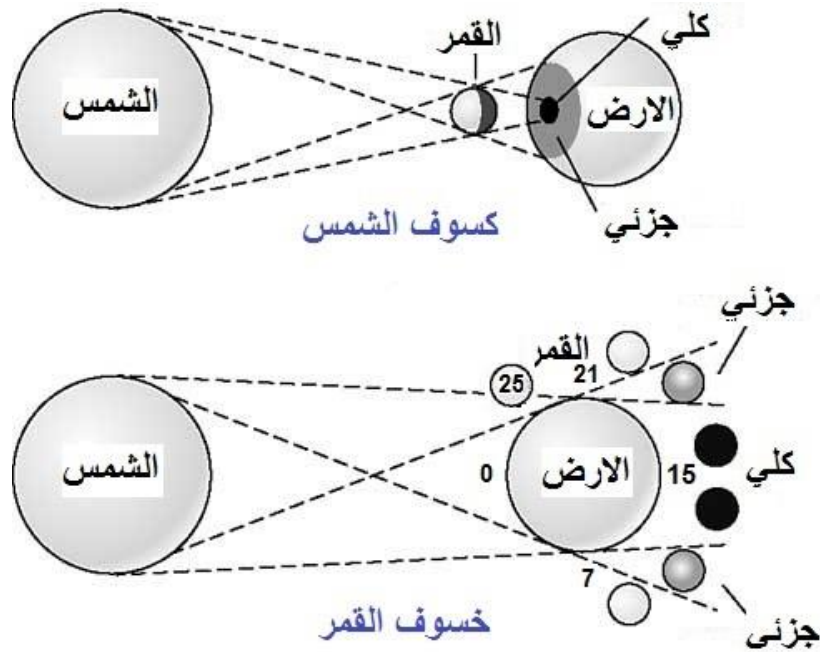 كلي
القمر
الشمس
الارض
جزئي
كسوف الشمس
جزئي
القمر
21
25
الشمس
0
الارض
15
كلي
7
خسوف القمر
جزئي